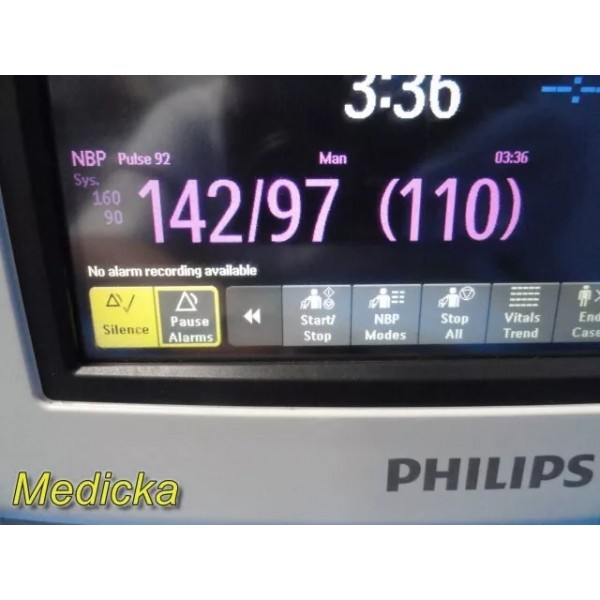 3:36
NBP Pulse 92 Man 03:36
Sys.
160
90
142/97 (110)
No alarm recording available
Silence
Pause
Alarms
Start/
Stop
NBP
Modes
Stop
All
Vitals
Trend
End
Case
PHILIPS
Medicka